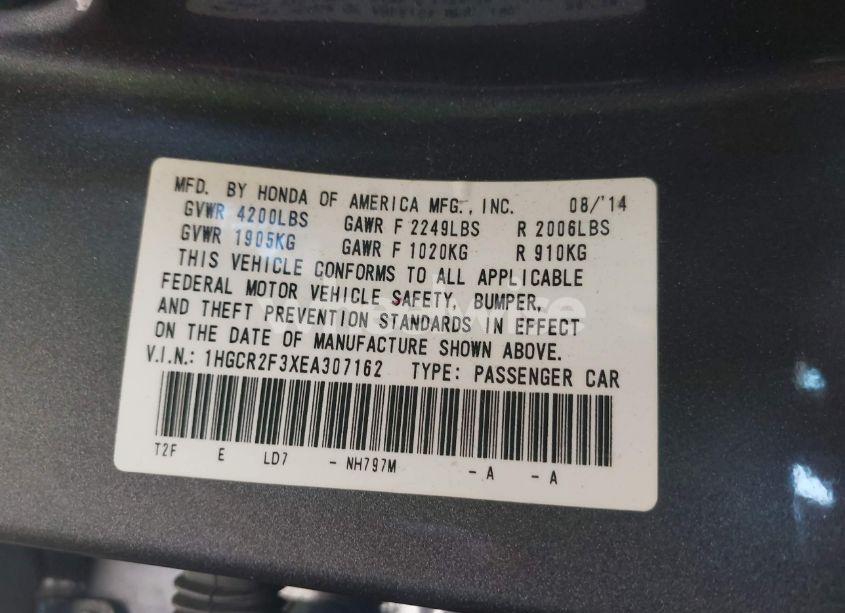 MFD. BY HONDA OF AMERICA MFG., INC. 08/'14
GVWR 4200LBS GAWR F 2249LBS R 2006LBS
GVWR 1905KG GAWR F 1020KG R 910KG
THIS VEHICLE CONFORMS TO ALL APPLICABLE
FEDERAL MOTOR VEHICLE SAFETY, BUMPER,
AND THEFT PREVENTION STANDARDS IN EFFECT
ON THE DATE OF MANUFACTURE SHOWN ABOVE.
V.I.N.: 1HGCR2F3XEA307162 TYPE: PASSENGER CAR
T2F E LD7 - NH797M - A - A